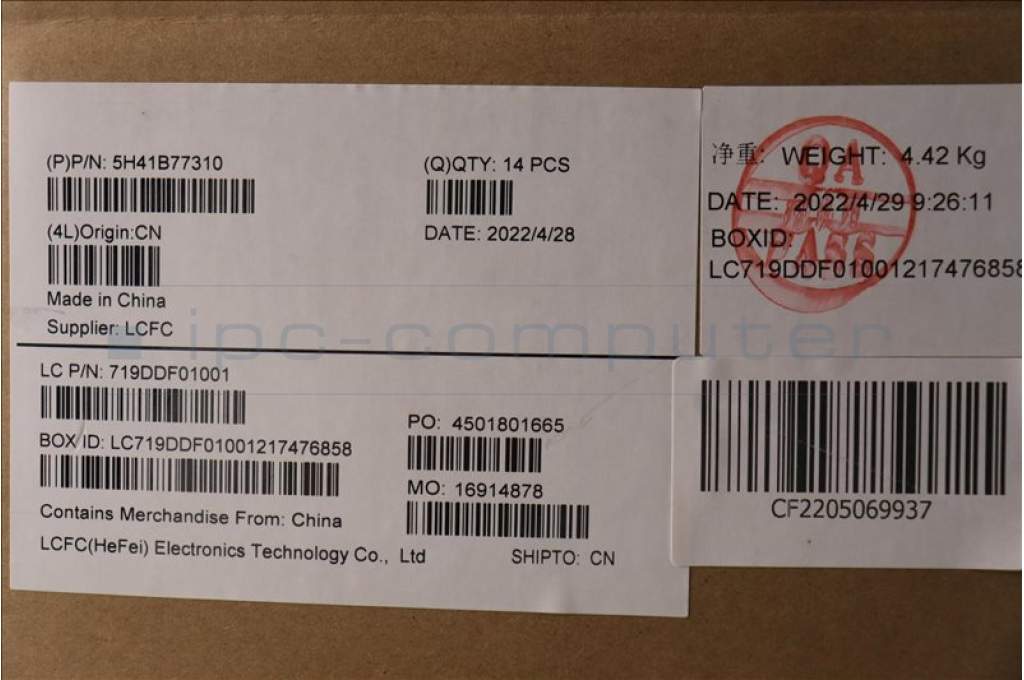 (P)P/N: 5H41B77310
(Q)QTY: 14 PCS
(4L)Origin:CN
DATE: 2022/4/28
Made in China
Supplier: LCFC
LC P/N: 719DDF01001
PO: 4501801665
BOX ID: LC719DDF01001217476858
MO: 16914878
Contains Merchandise From: China
LCFC(HeFei) Electronics Technology Co., Ltd
SHIPTO: CN
净重: WEIGHT: 4.42 Kg
DATE: 2022/4/29 9:26:11
BOXID:
LC719DDF01001217476858
QA
PASS
CF2205069937
ipc-computer